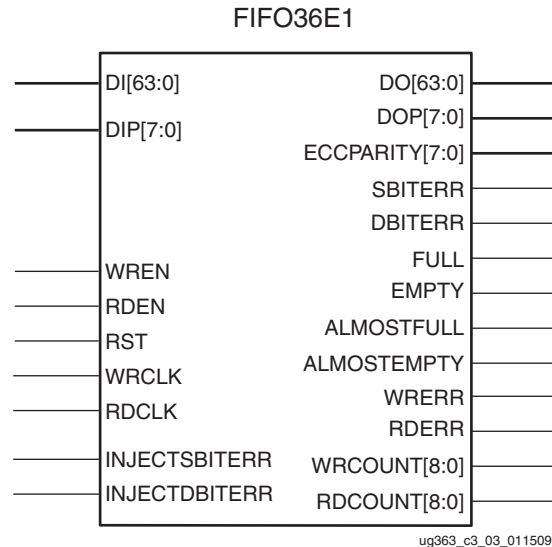 FIFO36E1
DI[63:0]
DIP[7:0]
WREN
RDEN
RST
WRCLK
RDCLK
INJECTSBITERR
INJECTDBITERR
DO[63:0]
DOP[7:0]
ECCPARITY[7:0]
SBITERR
DBITERR
FULL
EMPTY
ALMOSTFULL
ALMOSTEMPTY
WRERR
RDERR
WRCOUNT[8:0]
RDCOUNT[8:0]
ug363_c3_03_011509